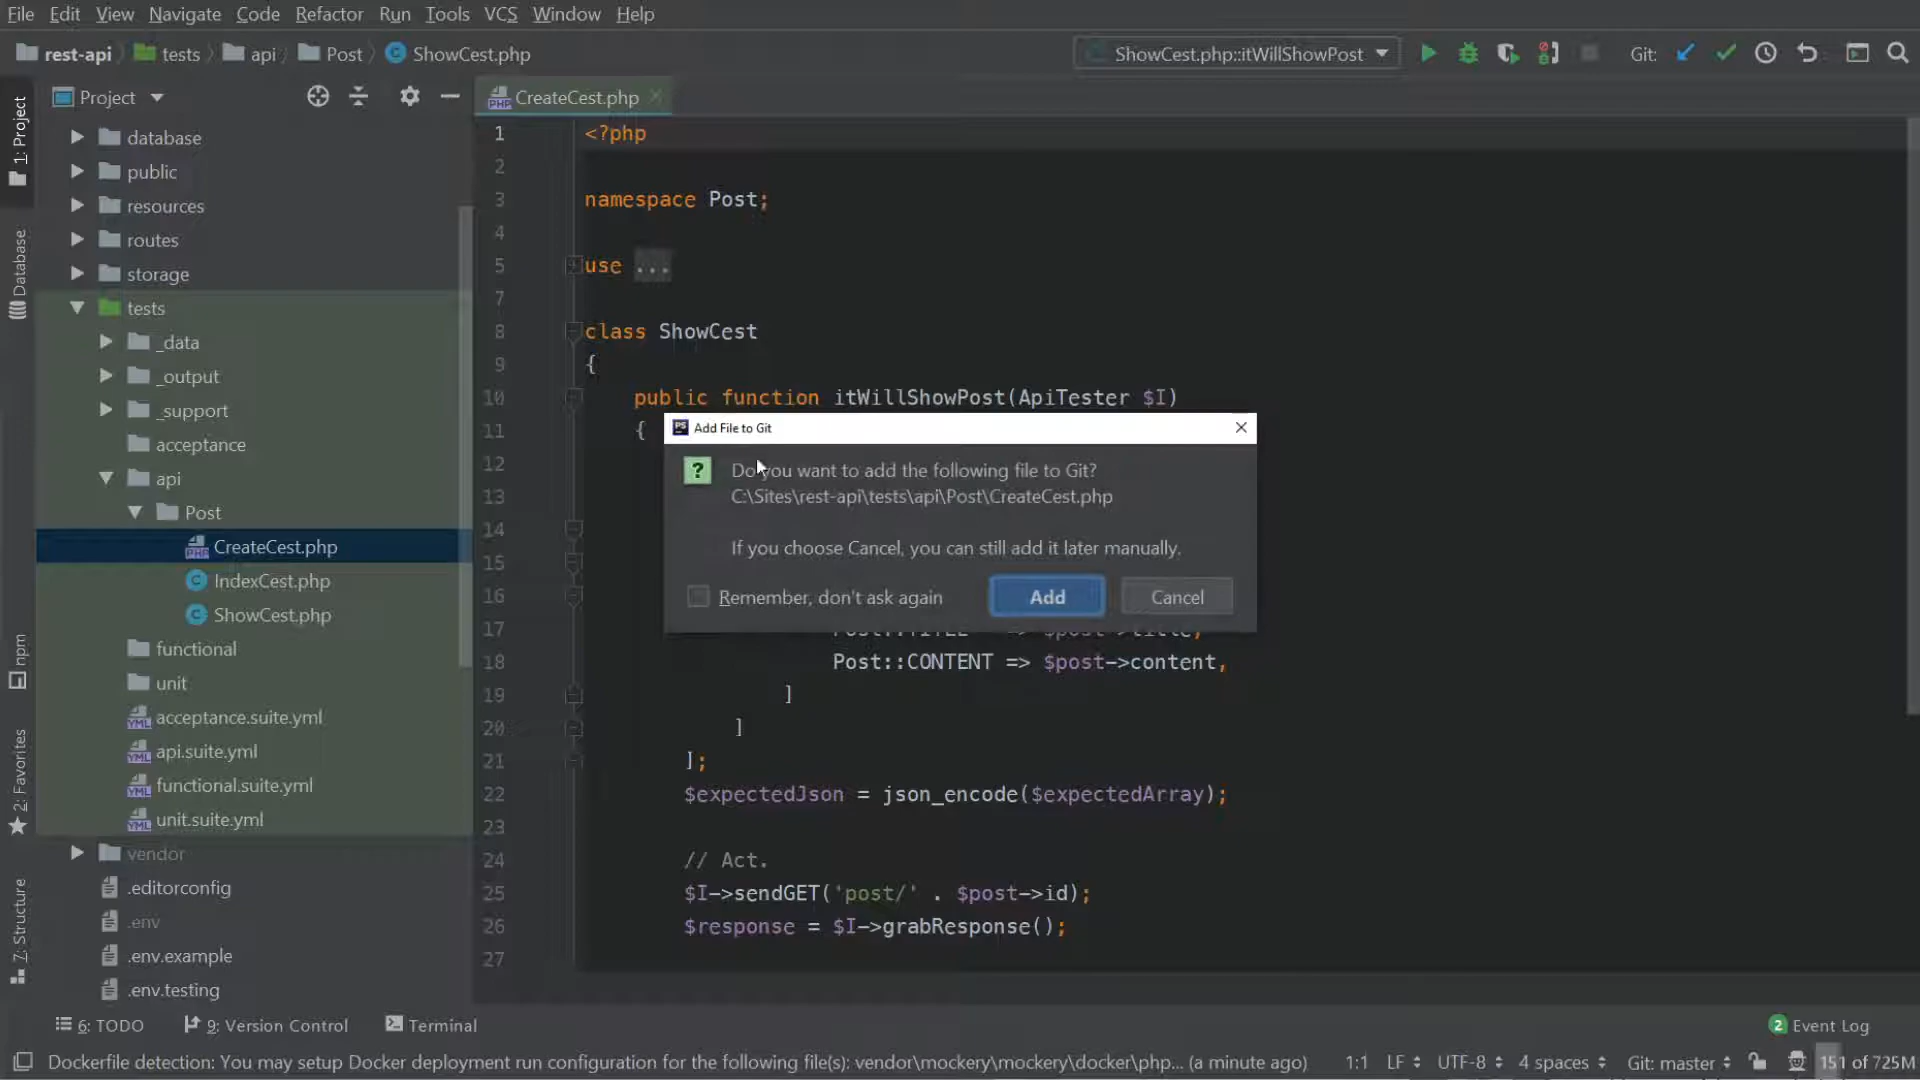 File Edit View Navigate Code Refactor Run Tools VCS Window Help
rest-api tests api Post ShowCest.php
ShowCest.php::itWillShowPost
Git:
1: Project
Database
npm
2: Favorites
7: Structure
Project
database
public
resources
routes
storage
tests
_data
_output
_support
acceptance
api
Post
CreateCest.php
IndexCest.php
ShowCest.php
functional
unit
acceptance.suite.yml
api.suite.yml
functional.suite.yml
unit.suite.yml
vendor
.editorconfig
.env
.env.example
.env.testing
CreateCest.php
1 <?php
2
3 namespace Post;
4
5 use ...
7
8 class ShowCest
9 {
10 public function itWillShowPost(ApiTester $I)
11 {
12
13
14
15
16
17 Post::TITLE => $post->title,
18 Post::CONTENT => $post->content,
19 ]
20 ]
21 ];
22 $expectedJson = json_encode($expectedArray);
23
24 // Act.
25 $I->sendGET('post/' . $post->id);
26 $response = $I->grabResponse();
27
Add File to Git
Do you want to add the following file to Git?
C:\Sites\rest-api\tests\api\Post\CreateCest.php
If you choose Cancel, you can still add it later manually.
Remember, don't ask again
Add
Cancel
6: TODO 9: Version Control Terminal
2 Event Log
Dockerfile detection: You may setup Docker deployment run configuration for the following file(s): vendor\mockery\mockery\docker\php... (a minute ago) 1:1 LF UTF-8 4 spaces Git: master 151 of 725M